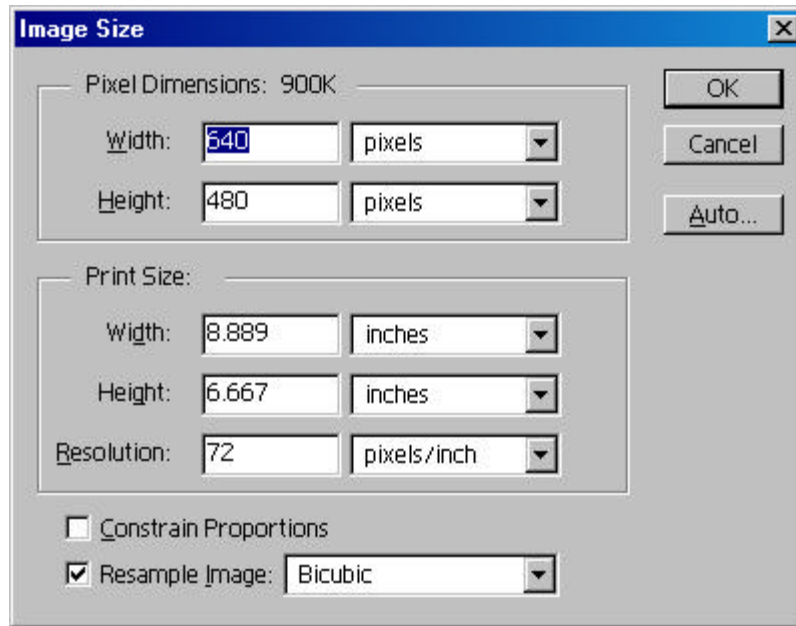 Image Size
Pixel Dimensions: 900K
OK
Width: 640 pixels
Cancel
Height: 480 pixels
Auto...
Print Size:
Width: 8.889 inches
Height: 6.667 inches
Resolution: 72 pixels/inch
Constrain Proportions
Resample Image: Bicubic